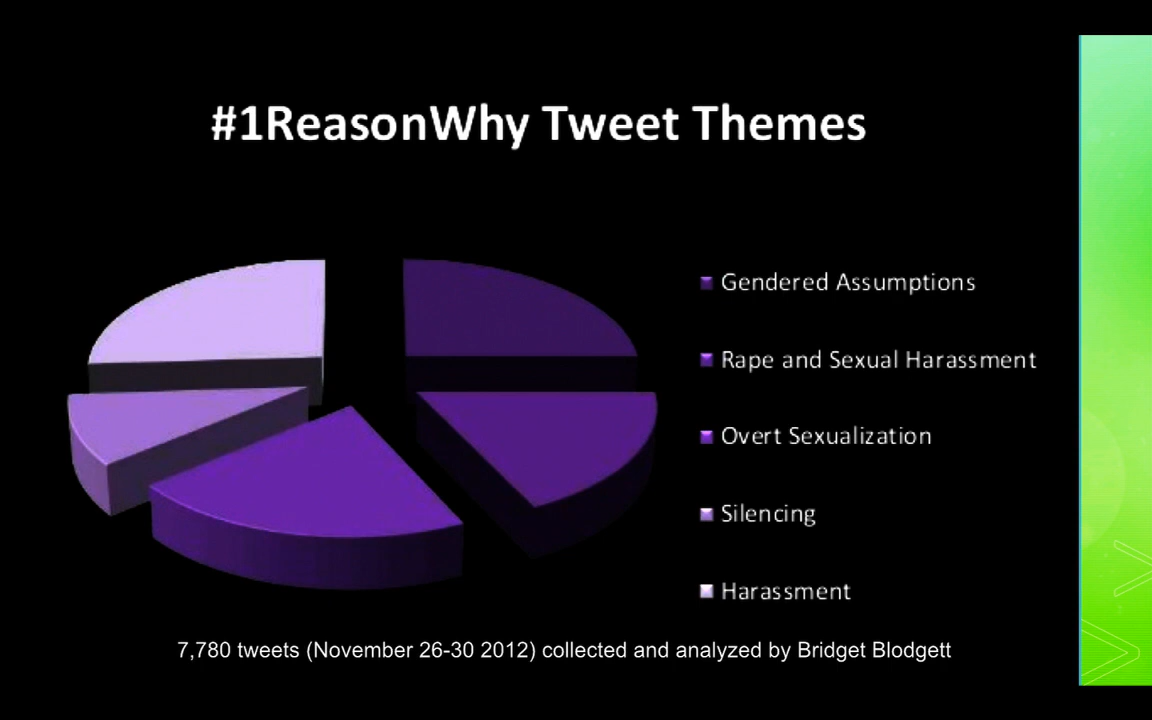 #1ReasonWhy Tweet Themes
Gendered Assumptions
Rape and Sexual Harassment
Overt Sexualization
Silencing
Harassment
7,780 tweets (November 26-30 2012) collected and analyzed by Bridget Blodgett